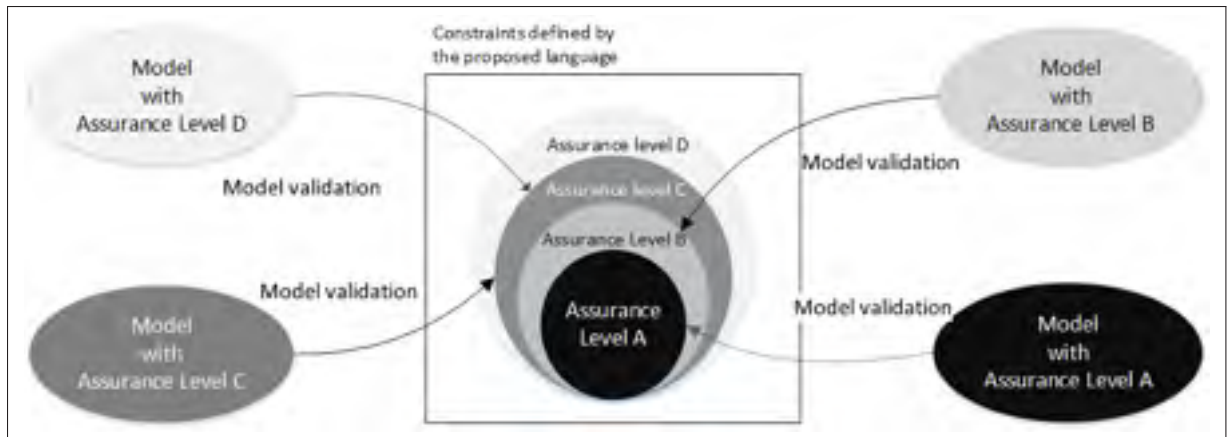 Constraints defined by
the proposed language
Model
with
Assurance Level D
Model
with
Assurance Level B
Assurance level D
Model validation
Assurance level C
Model validation
Assurance Level B
Model validation
Model
with
Assurance Level C
Assurance
Level A
Model validation
Model
with
Assurance Level A